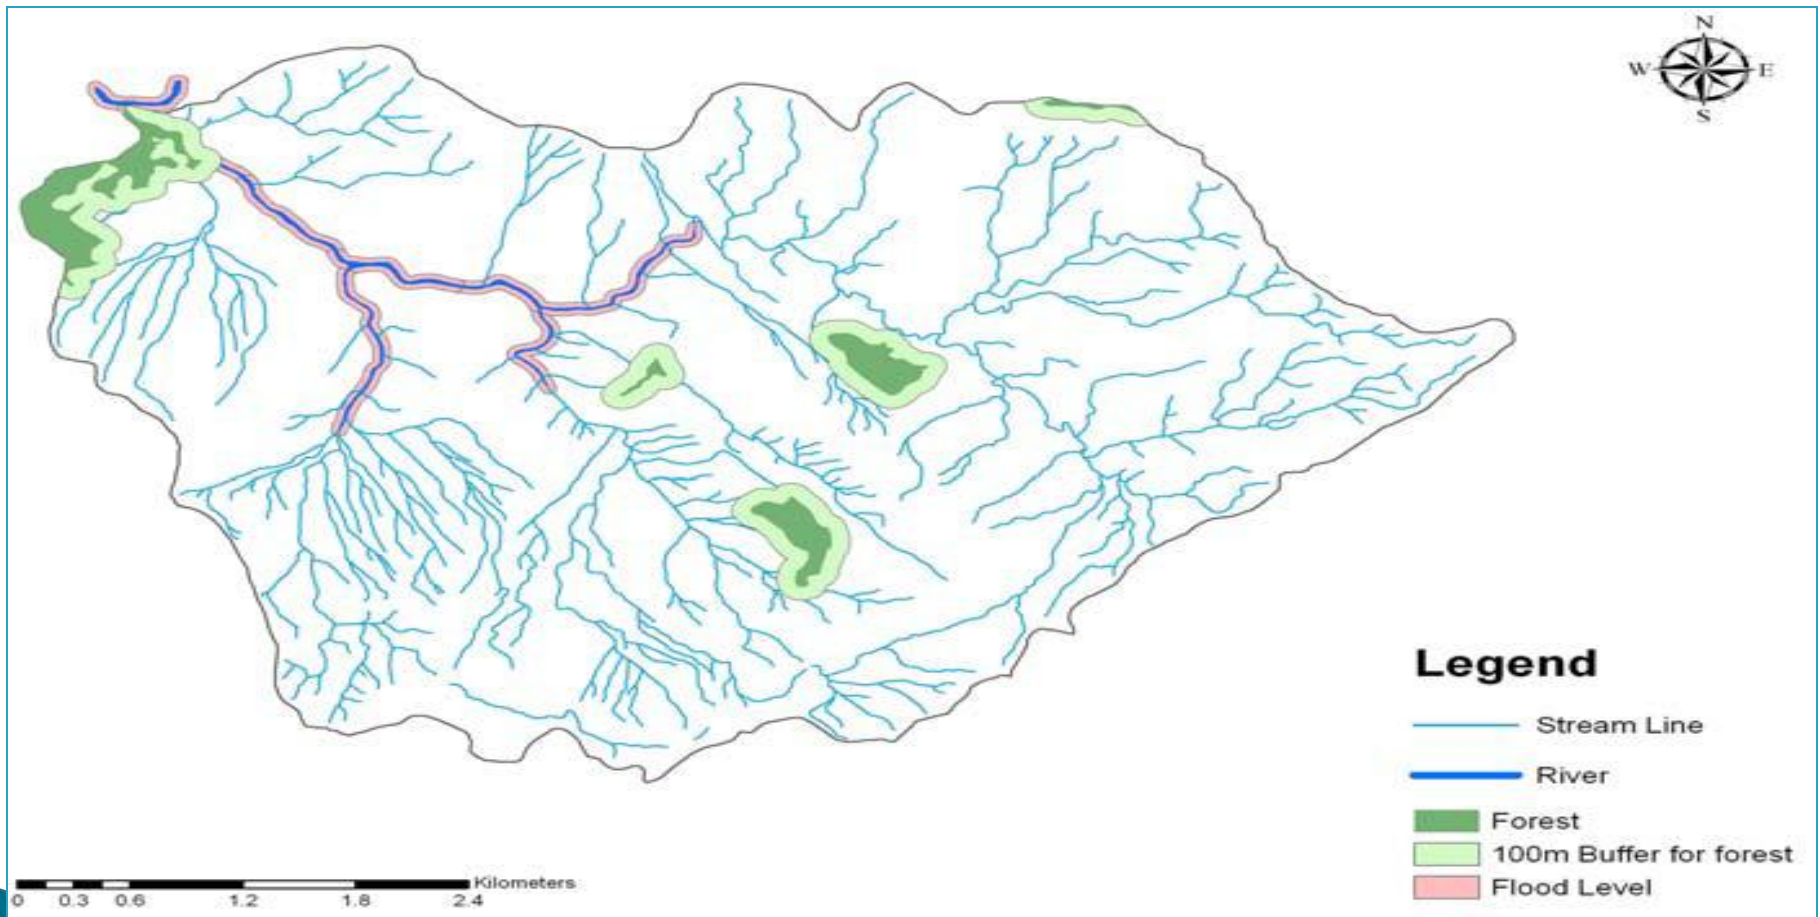 N
W E
S
Legend
Stream Line
River
Forest
100m Buffer for forest
Flood Level
Kilometers
0 0.3 0.6 1.2 1.8 2.4